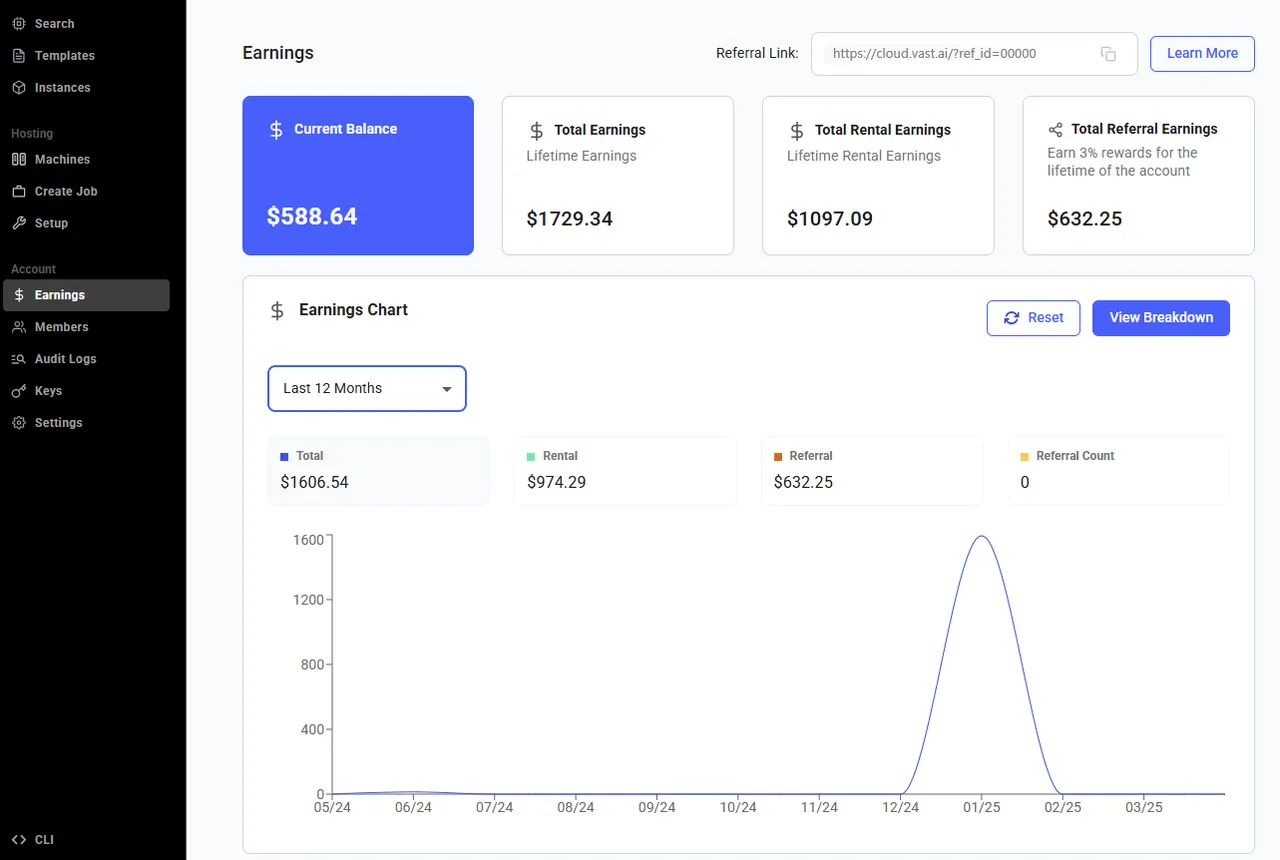 Search
Templates
Instances
Hosting
Machines
Create Job
Setup
Account
Earnings
Members
Audit Logs
Keys
Settings
CLI
Earnings
Referral Link:
https://cloud.vast.ai/?ref_id=00000
Learn More
Current Balance
$588.64
Total Earnings
Lifetime Earnings
$1729.34
Total Rental Earnings
Lifetime Rental Earnings
$1097.09
Total Referral Earnings
Earn 3% rewards for the
lifetime of the account
$632.25
Earnings Chart
Reset
View Breakdown
Last 12 Months
Total
$1606.54
Rental
$974.29
Referral
$632.25
Referral Count
0
1600
1200
800
400
0
05/24 06/24 07/24 08/24 09/24 10/24 11/24 12/24 01/25 02/25 03/25